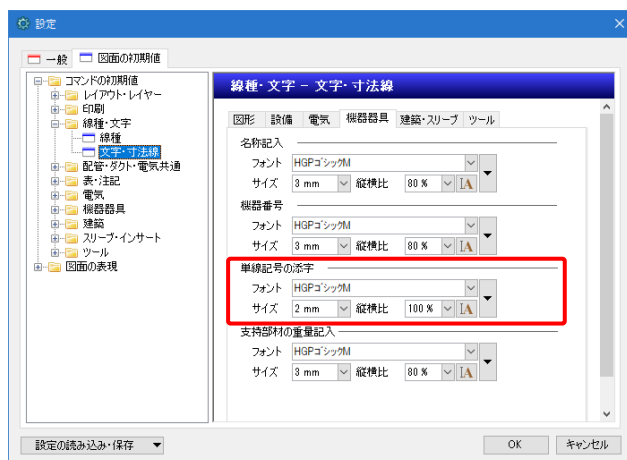 設定
一般 図面の初期値
コマンドの初期値
レイアウト・レイヤー
印刷
線種・文字
線種
文字・寸法線
配管・ダクト・電気共通
表・注記
電気
機器器具
建築
スリーブ・インサート
ツール
図面の表現
線種・文字 - 文字・寸法線
図形 設備 電気 機器器具 建築・スリーブ ツール
名称記入
フォント HGPゴシックM
サイズ 3 mm 縦横比 80 % IA
機器番号
フォント HGPゴシックM
サイズ 3 mm 縦横比 80 % IA
単線記号の添字
フォント HGPゴシックM
サイズ 2 mm 縦横比 100 % IA
支持部材の重量記入
フォント HGPゴシックM
サイズ 3 mm 縦横比 80 % IA
設定の読み込み・保存 OK キャンセル